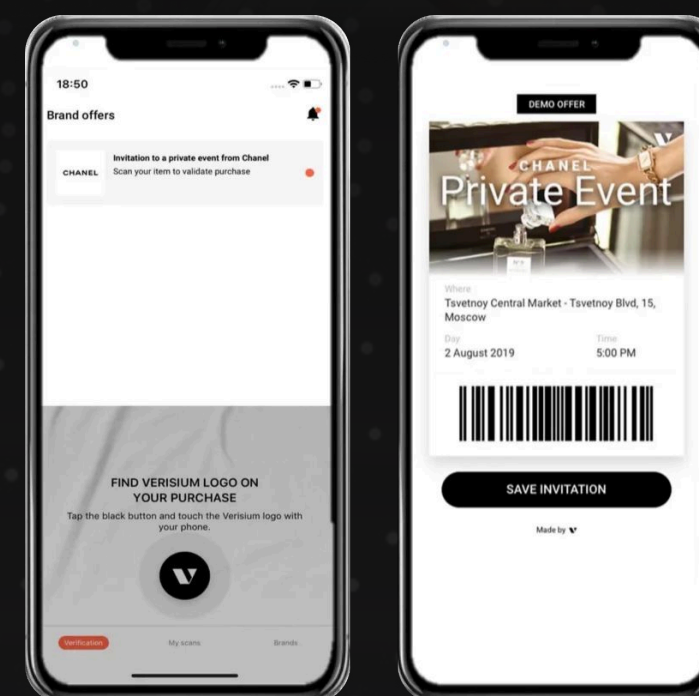 18:50
Brand offers
CHANEL
Invitation to a private event from Chanel
Scan your item to validate purchase
FIND VERISIUM LOGO ON
YOUR PURCHASE
Tap the black button and touch the Verisium logo with
your phone.
Verification
My scans
Brands
DEMO OFFER
CHANEL
Private Event
Where
Tsvetnoy Central Market - Tsvetnoy Blvd, 15,
Moscow
Day
Time
2 August 2019
5:00 PM
SAVE INVITATION
Made by